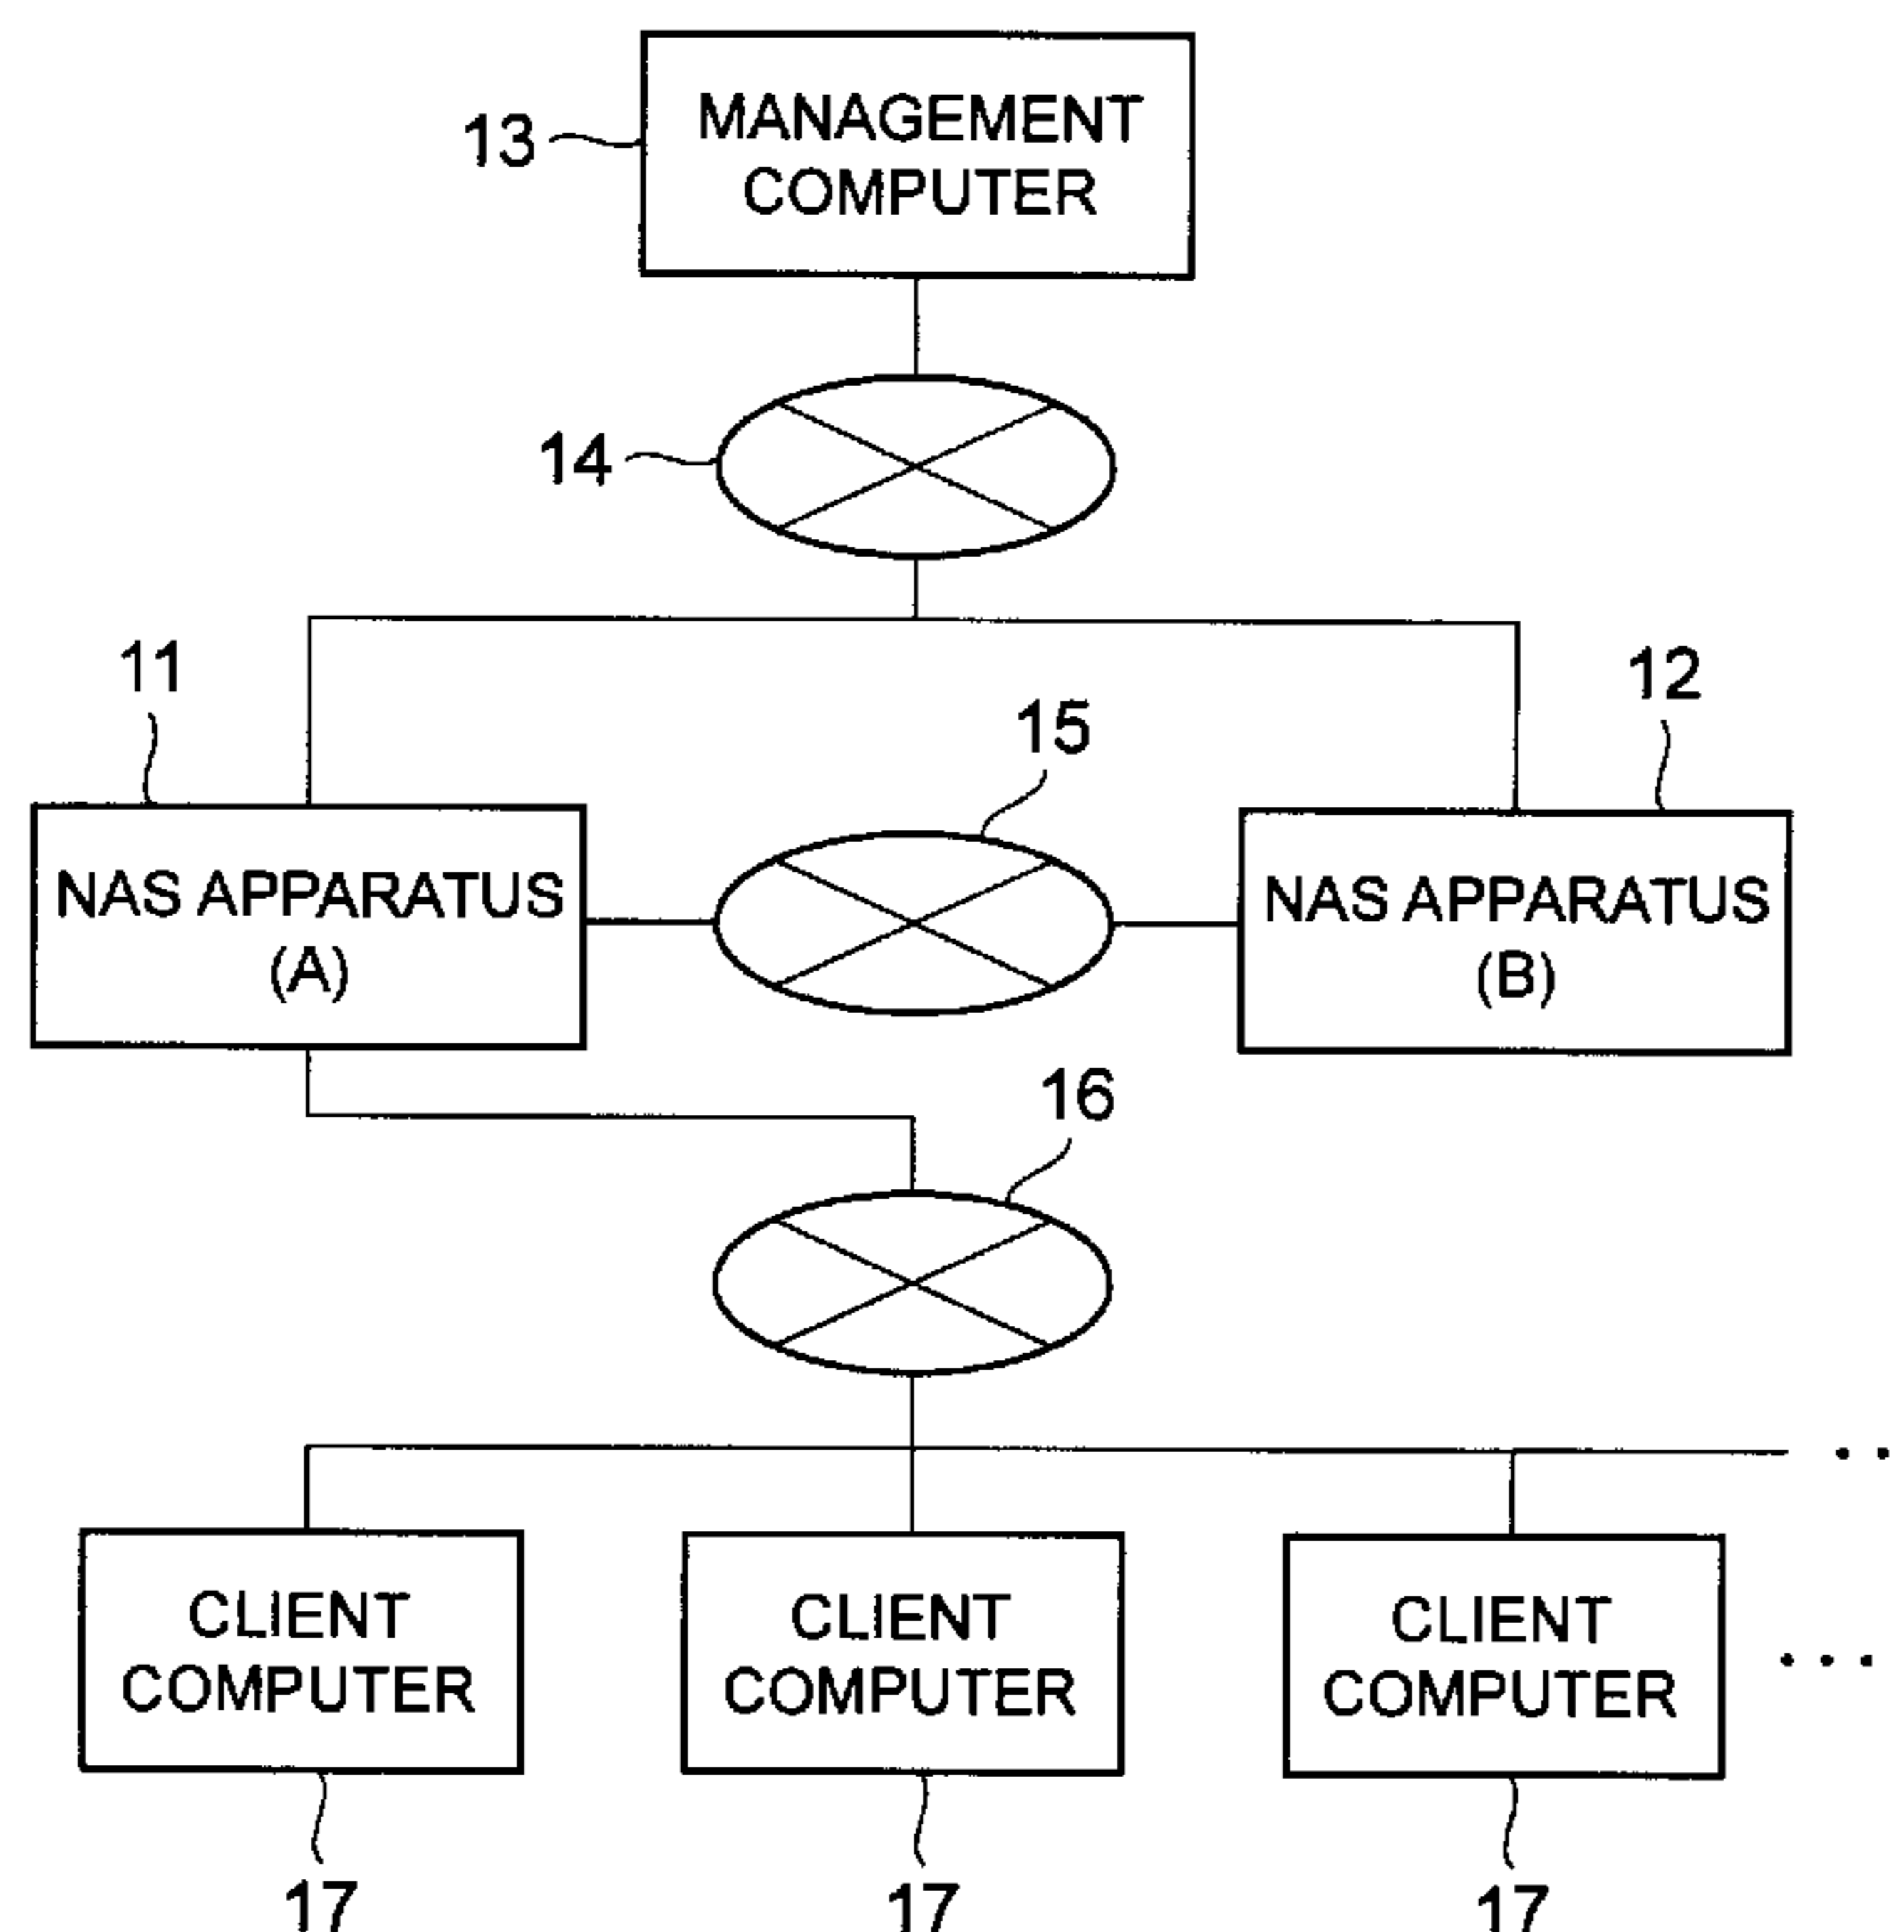 MANAGEMENT
COMPUTER
13
14
11
12
15
NAS APPARATUS
(A)
NAS APPARATUS
(B)
16
CLIENT
COMPUTER
CLIENT
COMPUTER
CLIENT
COMPUTER
17
17
17